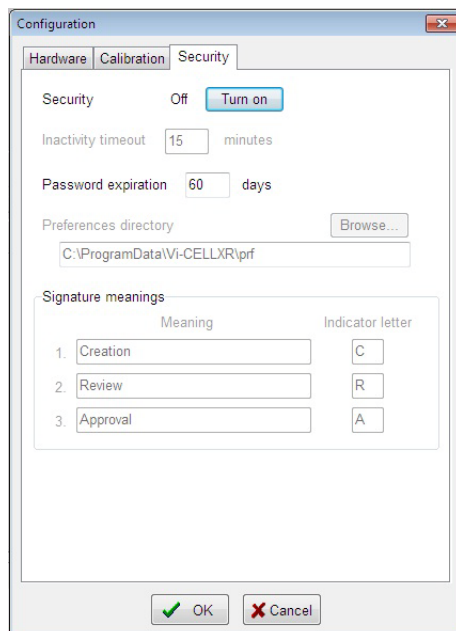 Configuration
Hardware Calibration Security
Security Off Turn on
Inactivity timeout 15 minutes
Password expiration 60 days
Preferences directory Browse...
C:\ProgramData\Vi-CELLXR\prf
Signature meanings
Meaning Indicator letter
1. Creation C
2. Review R
3. Approval A
OK Cancel